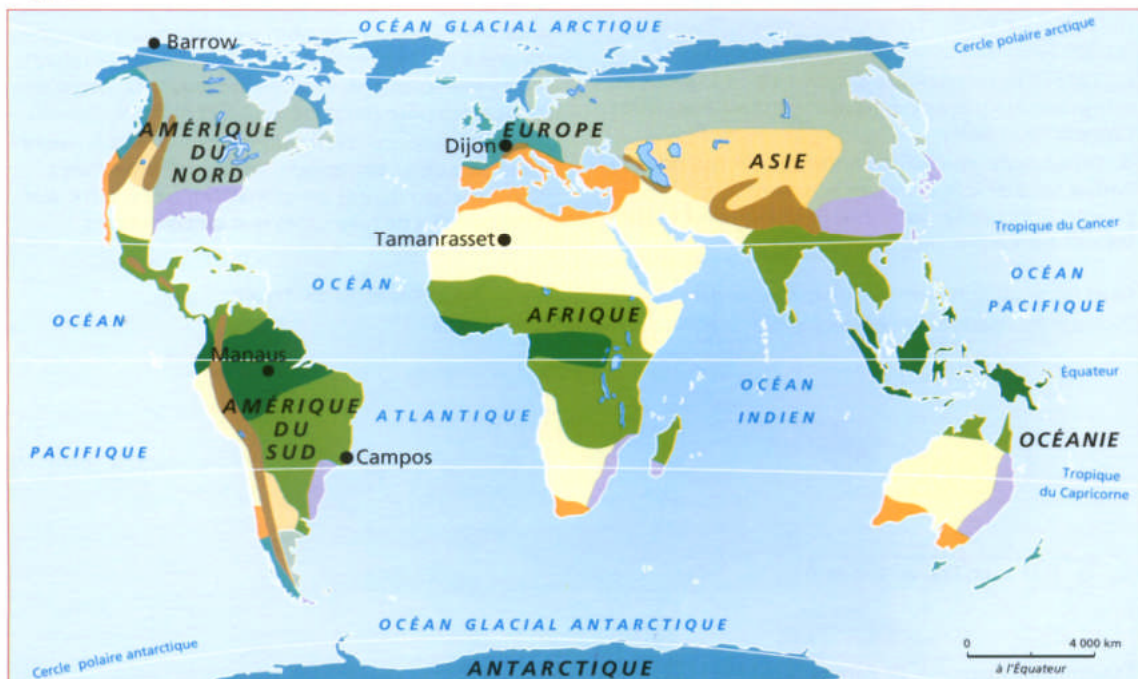 OCÉAN GLACIAL ARCTIQUE
Barrow
Cercle polaire arctique
AMÉRIQUE
DU
NORD
EUROPE
Dijon
ASIE
Tamanrasset
Tropique du Cancer
OCÉAN
OCÉAN
PACIFIQUE
OCÉAN
AFRIQUE
Manaus
Équateur
AMÉRIQUE
DU
SUD
ATLANTIQUE
OCÉAN
INDIEN
OCÉANIE
PACIFIQUE
Campos
Tropique
du Capricorne
OCÉAN GLACIAL ANTARCTIQUE
Cercle polaire antarctique
ANTARCTIQUE
0 4 000 km
à l'Équateur